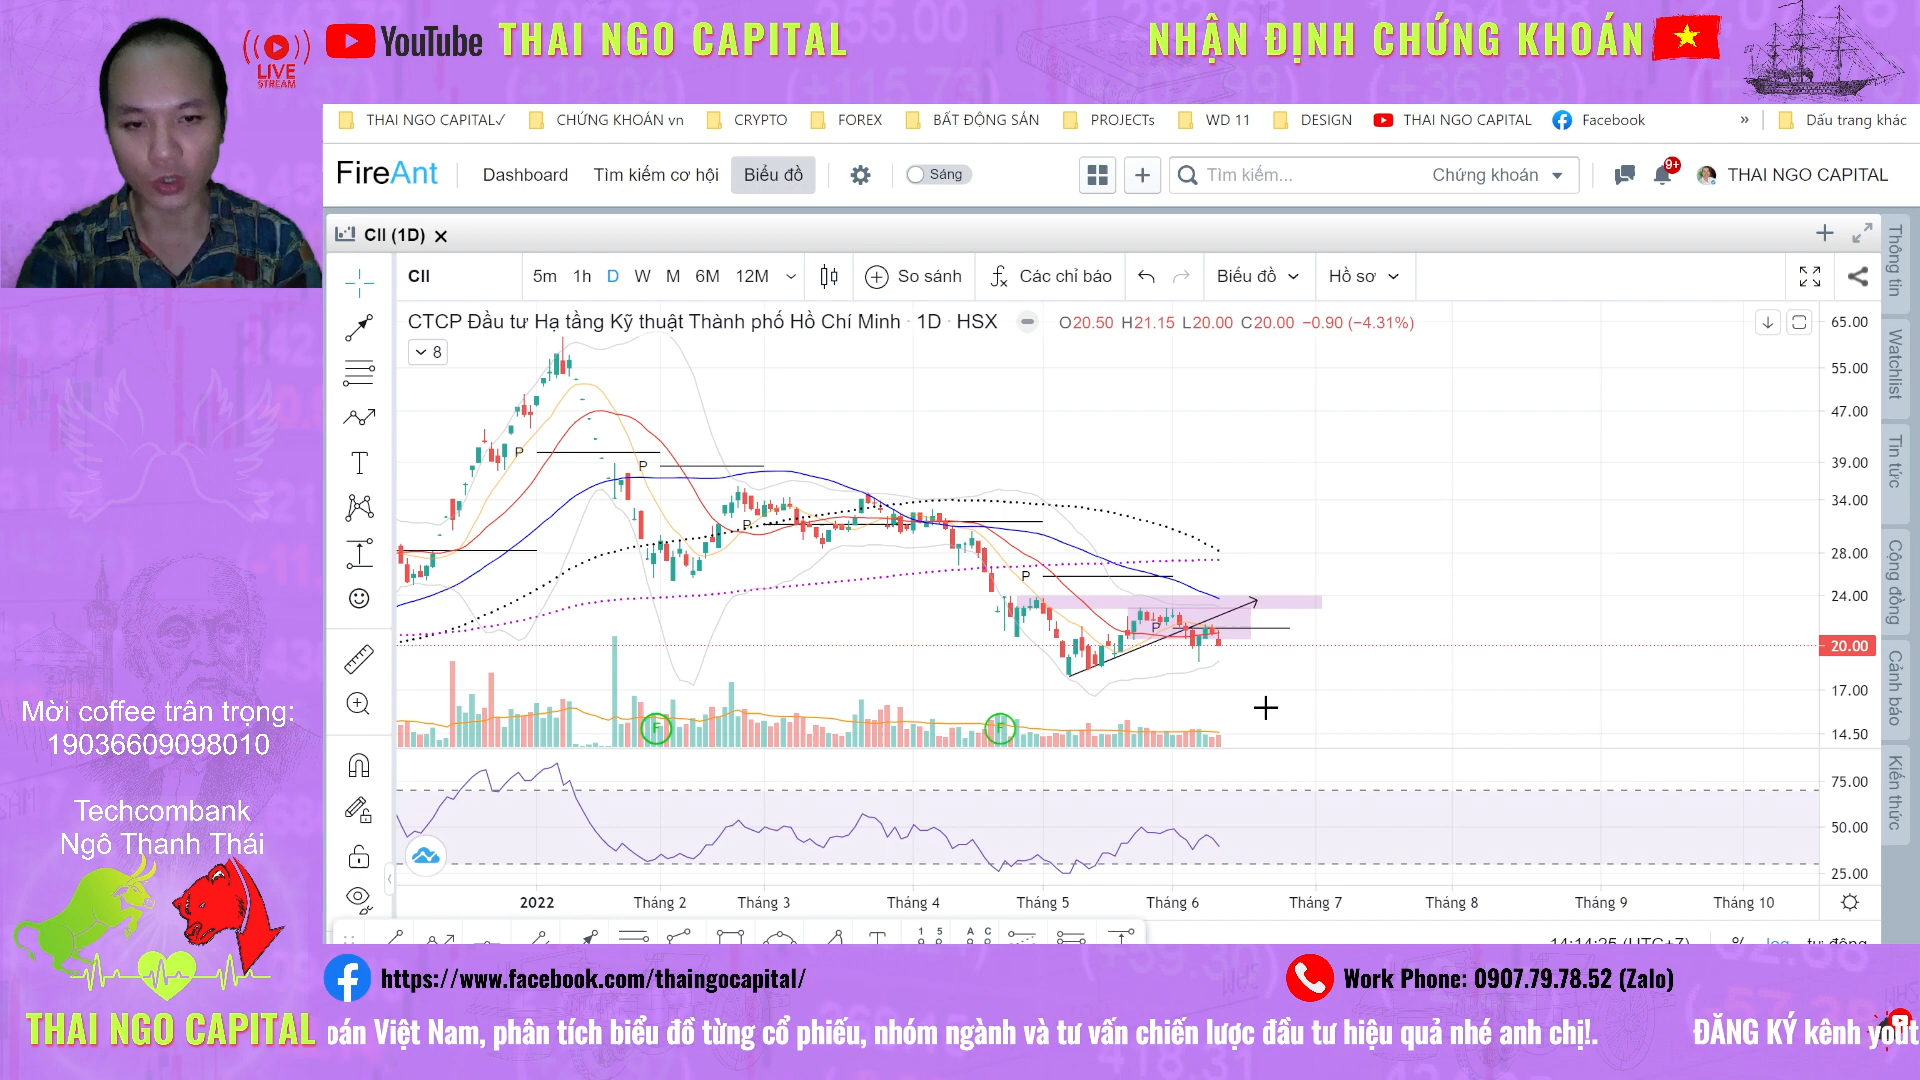 LIVE
STREAM
YouTube THAI NGO CAPITAL
NHẬN ĐỊNH CHỨNG KHOÁN
THAI NGO CAPITAL✓ CHỨNG KHOÁN vn CRYPTO FOREX BẤT ĐỘNG SẢN PROJECTs WD 11 DESIGN THAI NGO CAPITAL Facebook » Dấu trang khác
FireAnt Dashboard Tìm kiếm cơ hội Biểu đồ Sáng Tìm kiếm... Chứng khoán 9+ THAI NGO CAPITAL
CII (1D)
CII 5m 1h D W M 6M 12M So sánh Các chỉ báo Biểu đồ Hồ sơ
CTCP Đầu tư Hạ tầng Kỹ thuật Thành phố Hồ Chí Minh · 1D · HSX O20.50 H21.15 L20.00 C20.00 −0.90 (−4.31%)
8
65.00
55.00
47.00
39.00
34.00
28.00
24.00
20.00
17.00
14.50
75.00
50.00
25.00
P
P
P
P
P
F
F
2022 Tháng 2 Tháng 3 Tháng 4 Tháng 5 Tháng 6 Tháng 7 Tháng 8 Tháng 9 Tháng 10
14:14:25 (UTC+7) % log tự động
Thông tin
Watchlist
Tin tức
Cộng đồng
Cảnh báo
Kiến thức
Mời coffee trân trọng:
19036609098010
Techcombank
Ngô Thanh Thái
THAI NGO CAPITAL
https://www.facebook.com/thaingocapital/
Work Phone: 0907.79.78.52 (Zalo)
oán Việt Nam, phân tích biểu đồ từng cổ phiếu, nhóm ngành và tư vấn chiến lược đầu tư hiệu quả nhé anh chị!. ĐĂNG KÝ kênh yout